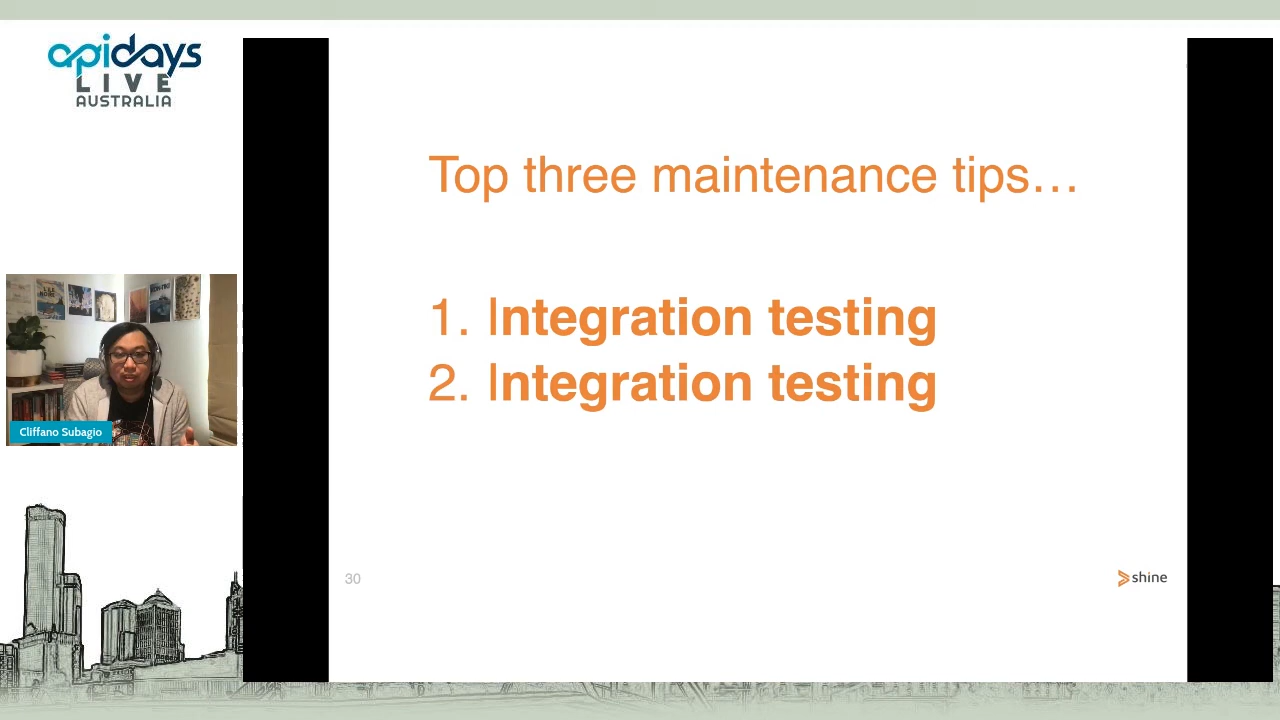 apidays
LIVE
AUSTRALIA
Top three maintenance tips…
1. Integration testing
2. Integration testing
Cliffano Subagio
30
shine